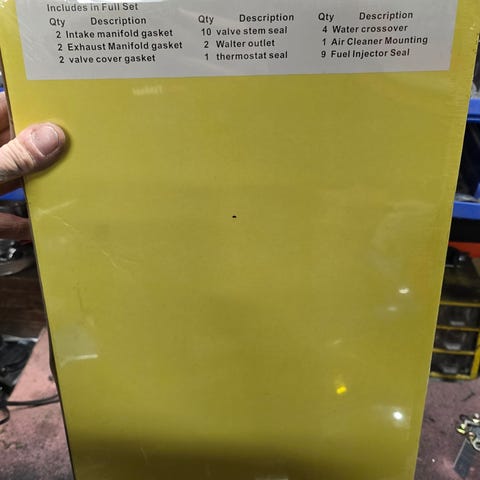 Includes in Full Set
Qty Description Qty Description Qty Description
2 Intake manifold gasket 10 valve stem seal 4 Water crossover
2 Exhaust Manifold gasket 2 Walter outlet 1 Air Cleaner Mounting
2 valve cover gasket 1 thermostat seal 9 Fuel Injector Seal